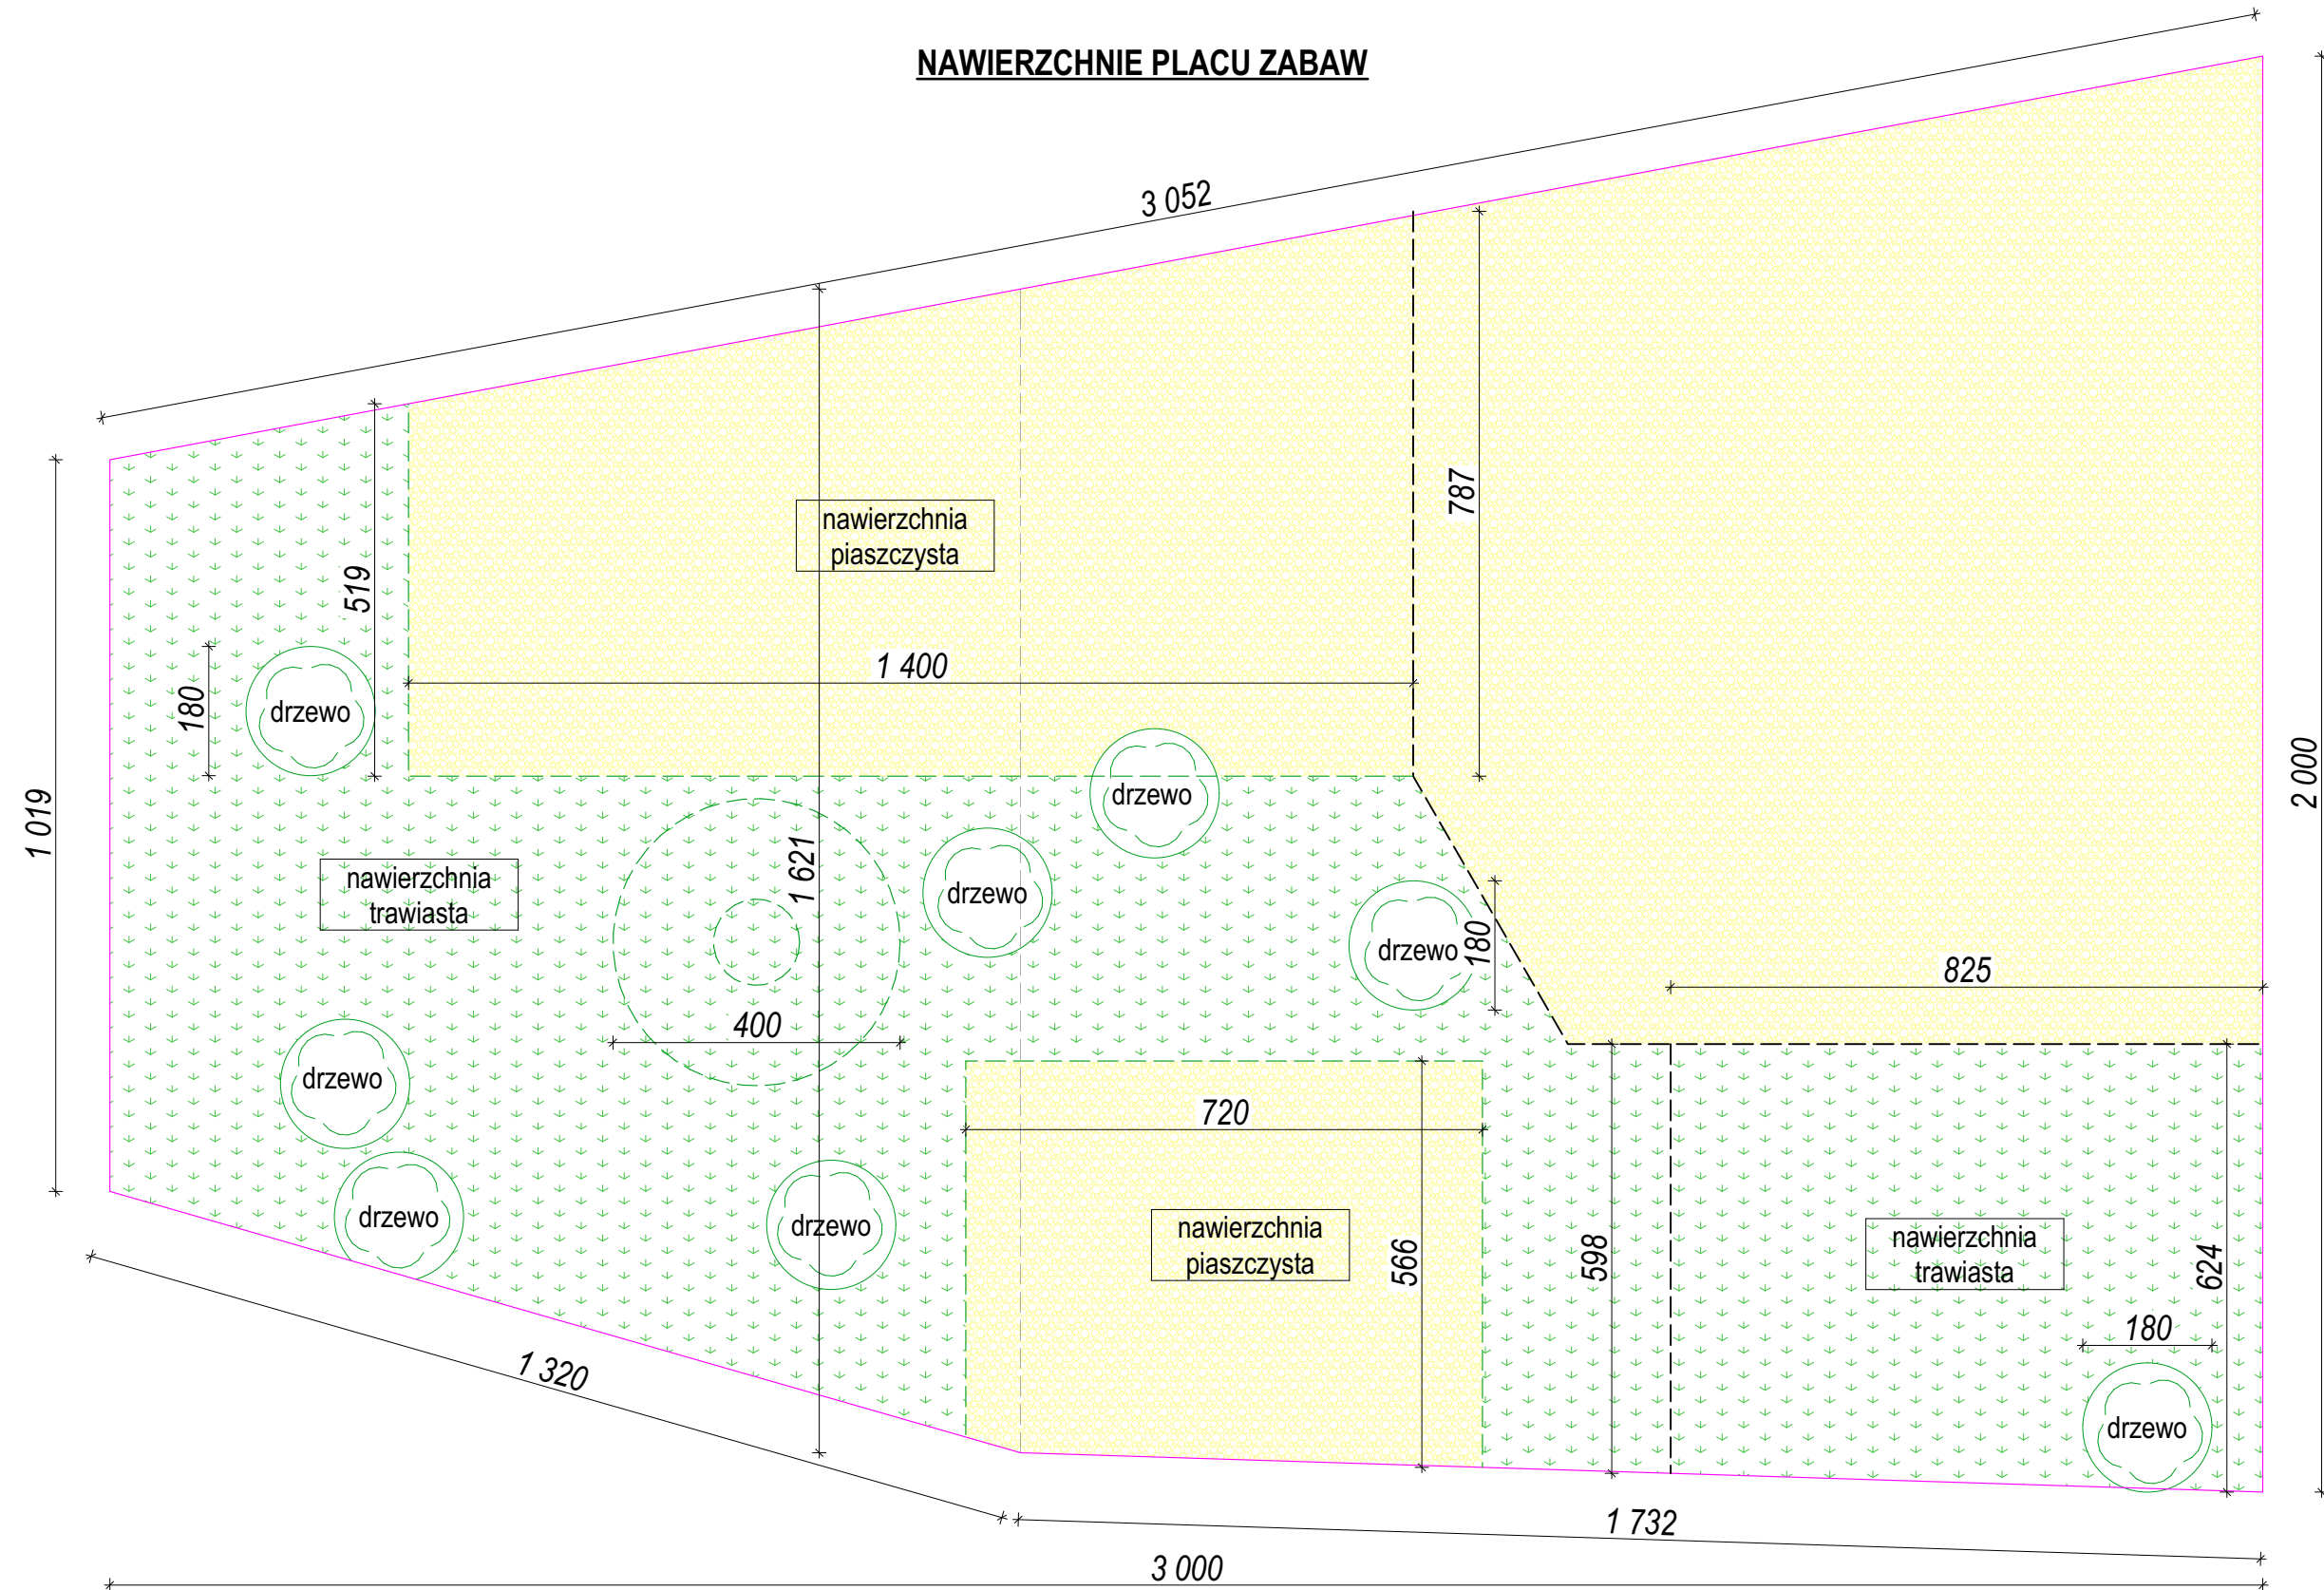 NAWIERZCHNIE PLACU ZABAW
3 052
787
nawierzchnia
piaszczysta
519
1 400
180
drzewo
drzewo
2 000
1 019
1 621
nawierzchnia
trawiasta
drzewo
drzewo
180
825
400
drzewo
720
drzewo
drzewo
nawierzchnia
piaszczysta
566
598
nawierzchnia
trawiasta
624
180
drzewo
1 320
1 732
3 000